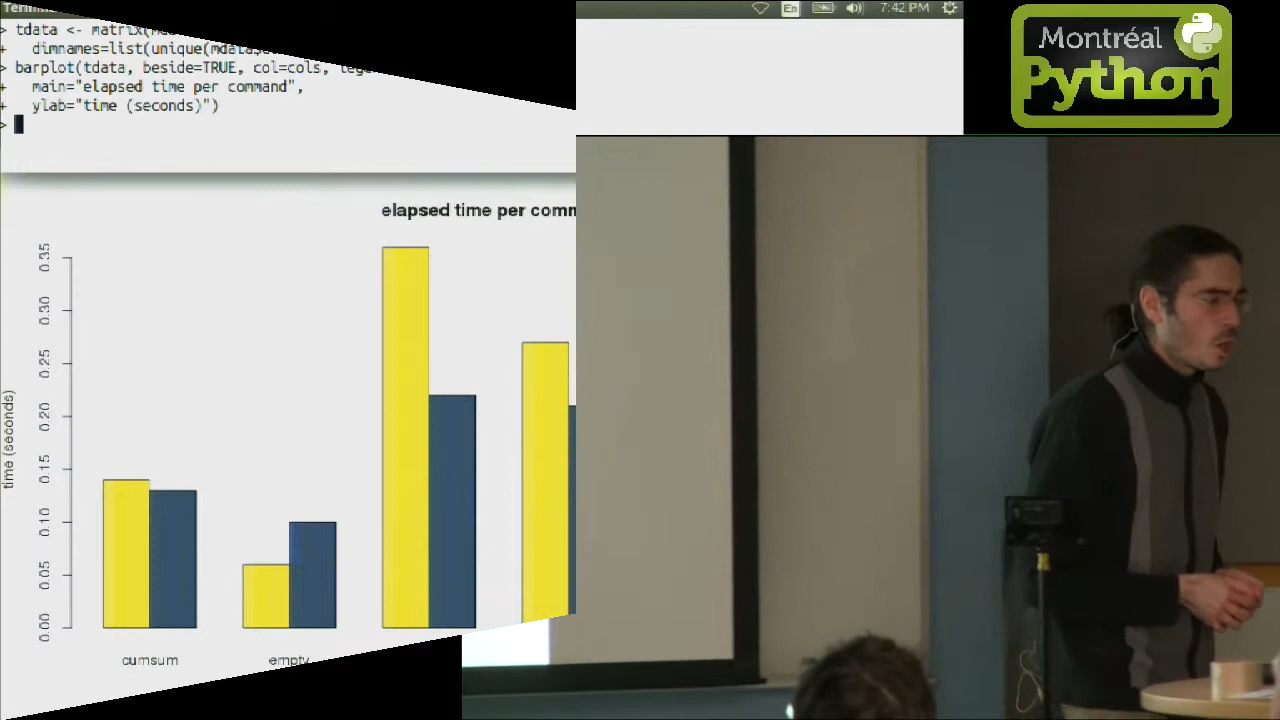 En 7:42 PM
> tdata <- matrix(
+ dimnames=list(unique(mdata
> barplot(tdata, beside=TRUE, col=cols,
+ main="elapsed time per command",
+ ylab="time (seconds)")
>
Montréal
Python
elapsed time per comm
time (seconds)
0.35
0.30
0.25
0.20
0.15
0.10
0.05
0.00
cumsum
empty